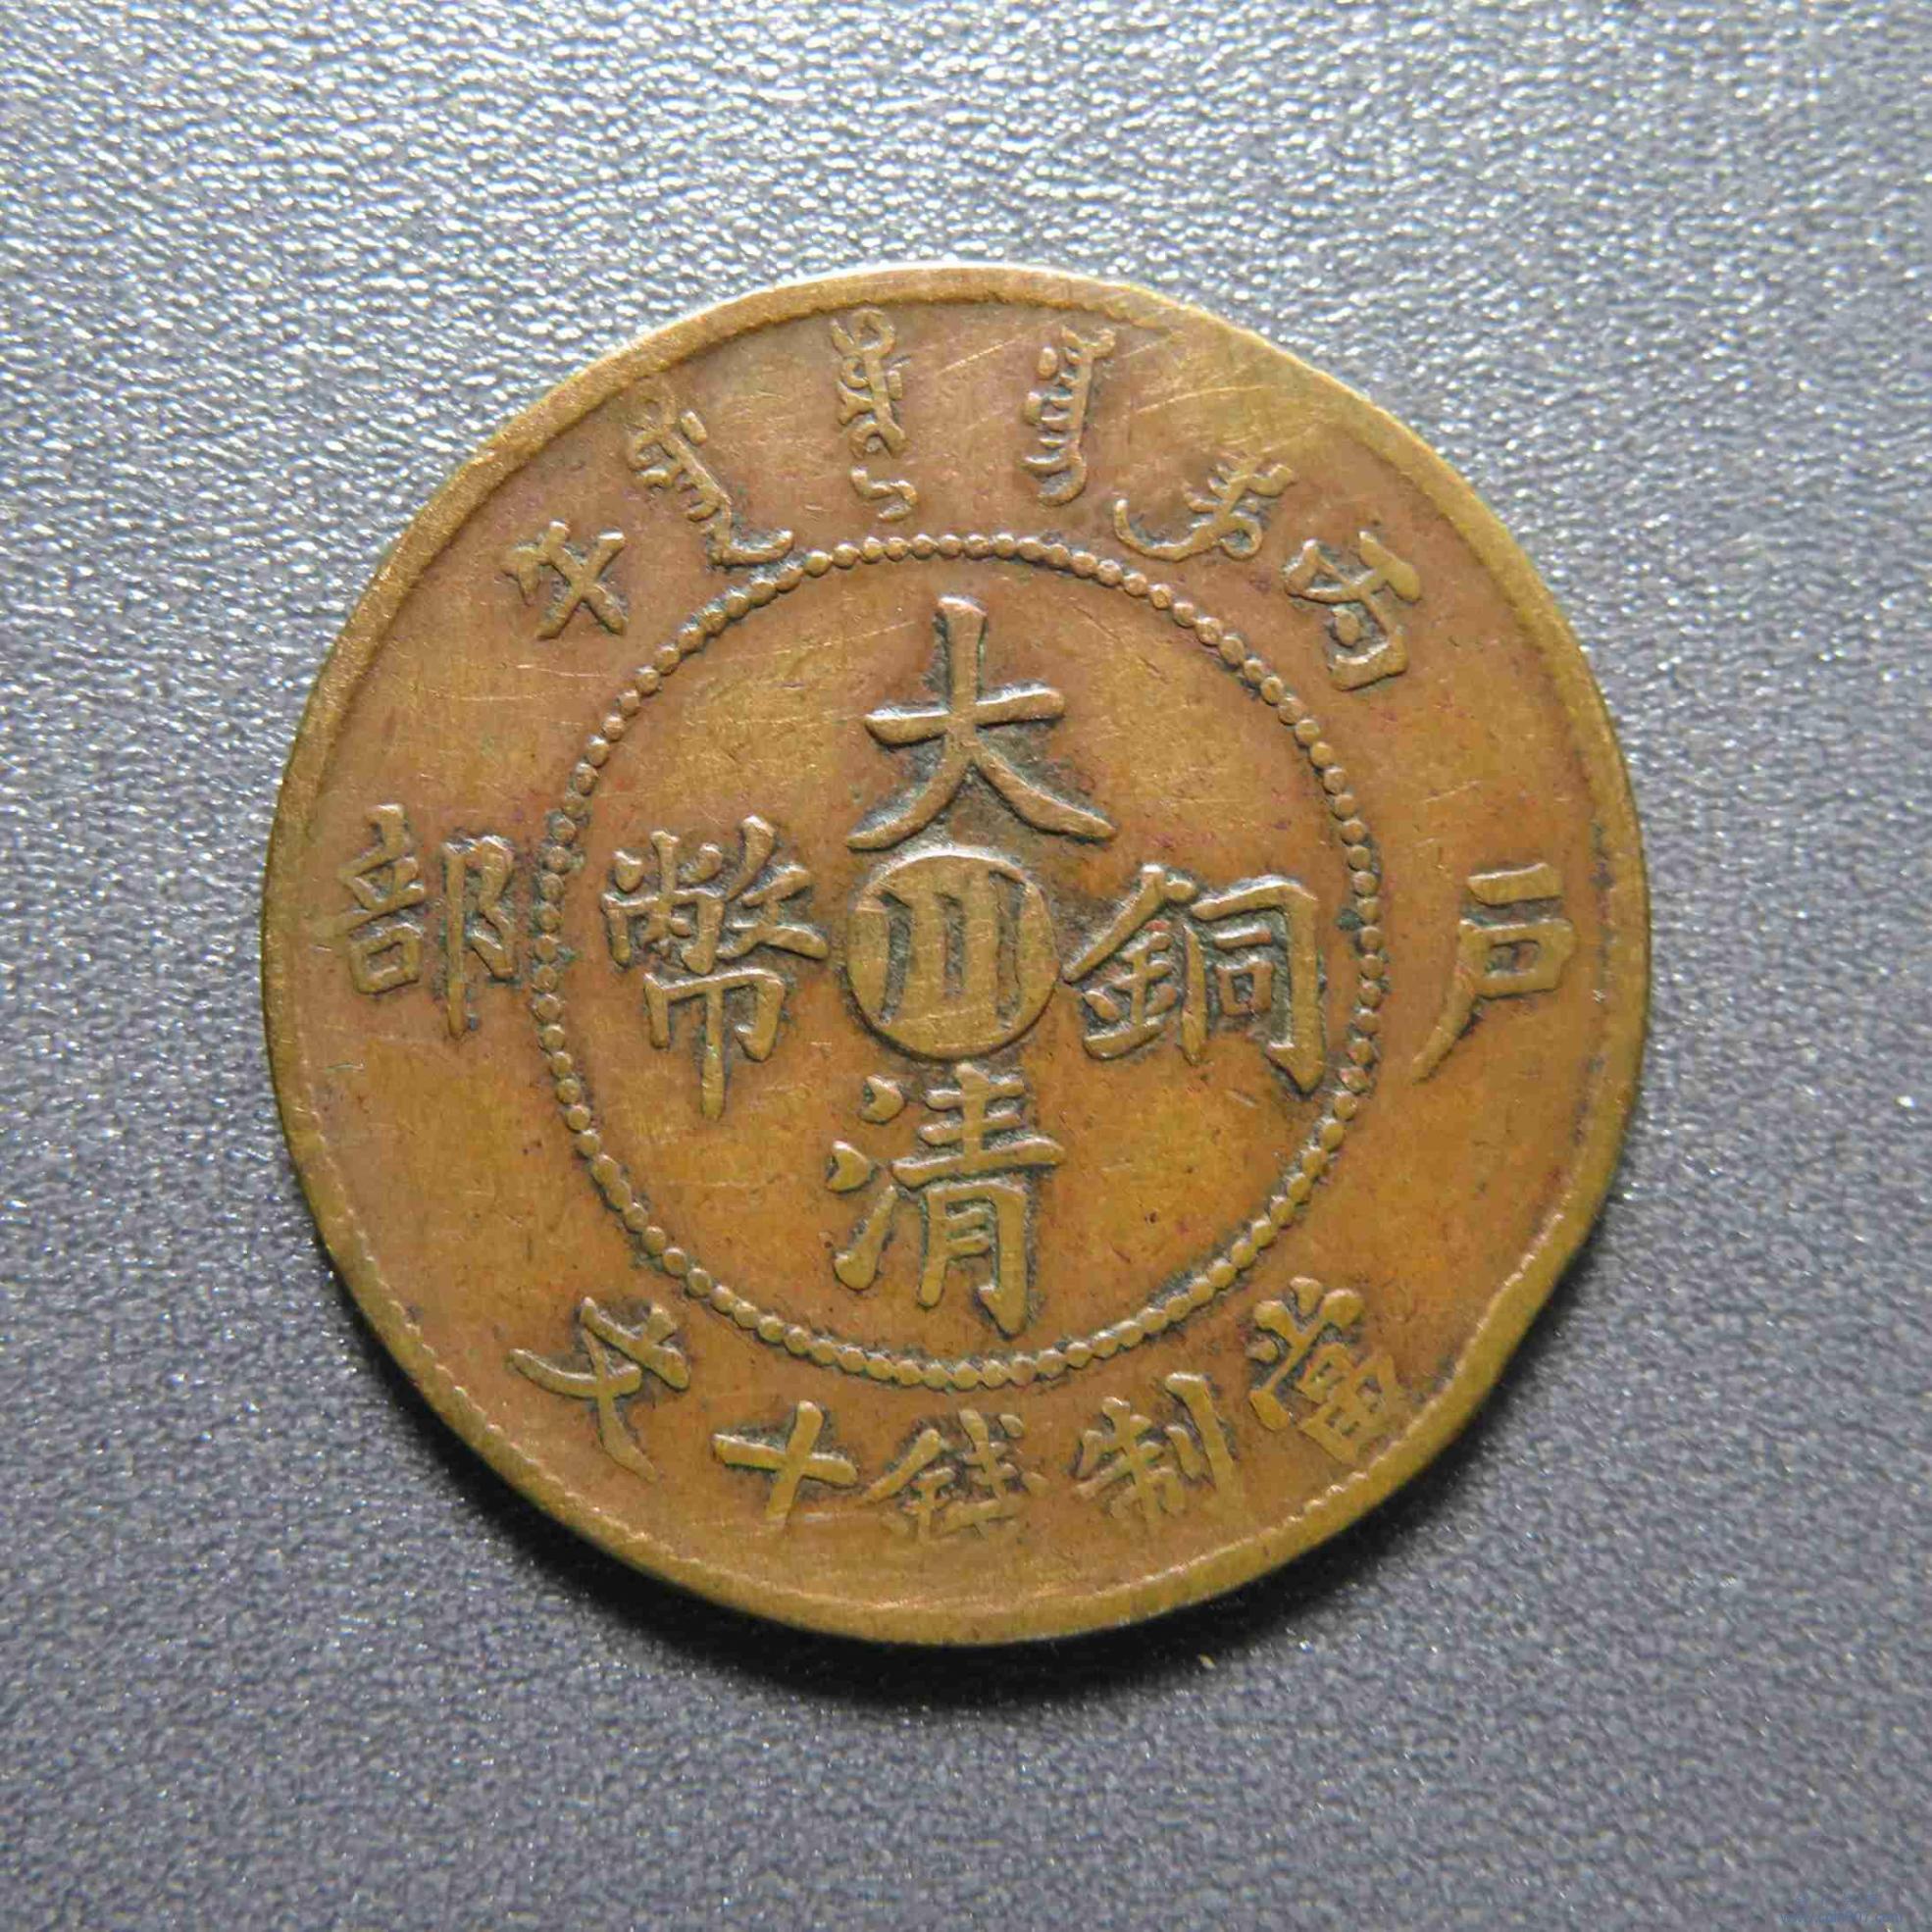 丙午
戶部
大清銅幣
川
當制錢十文